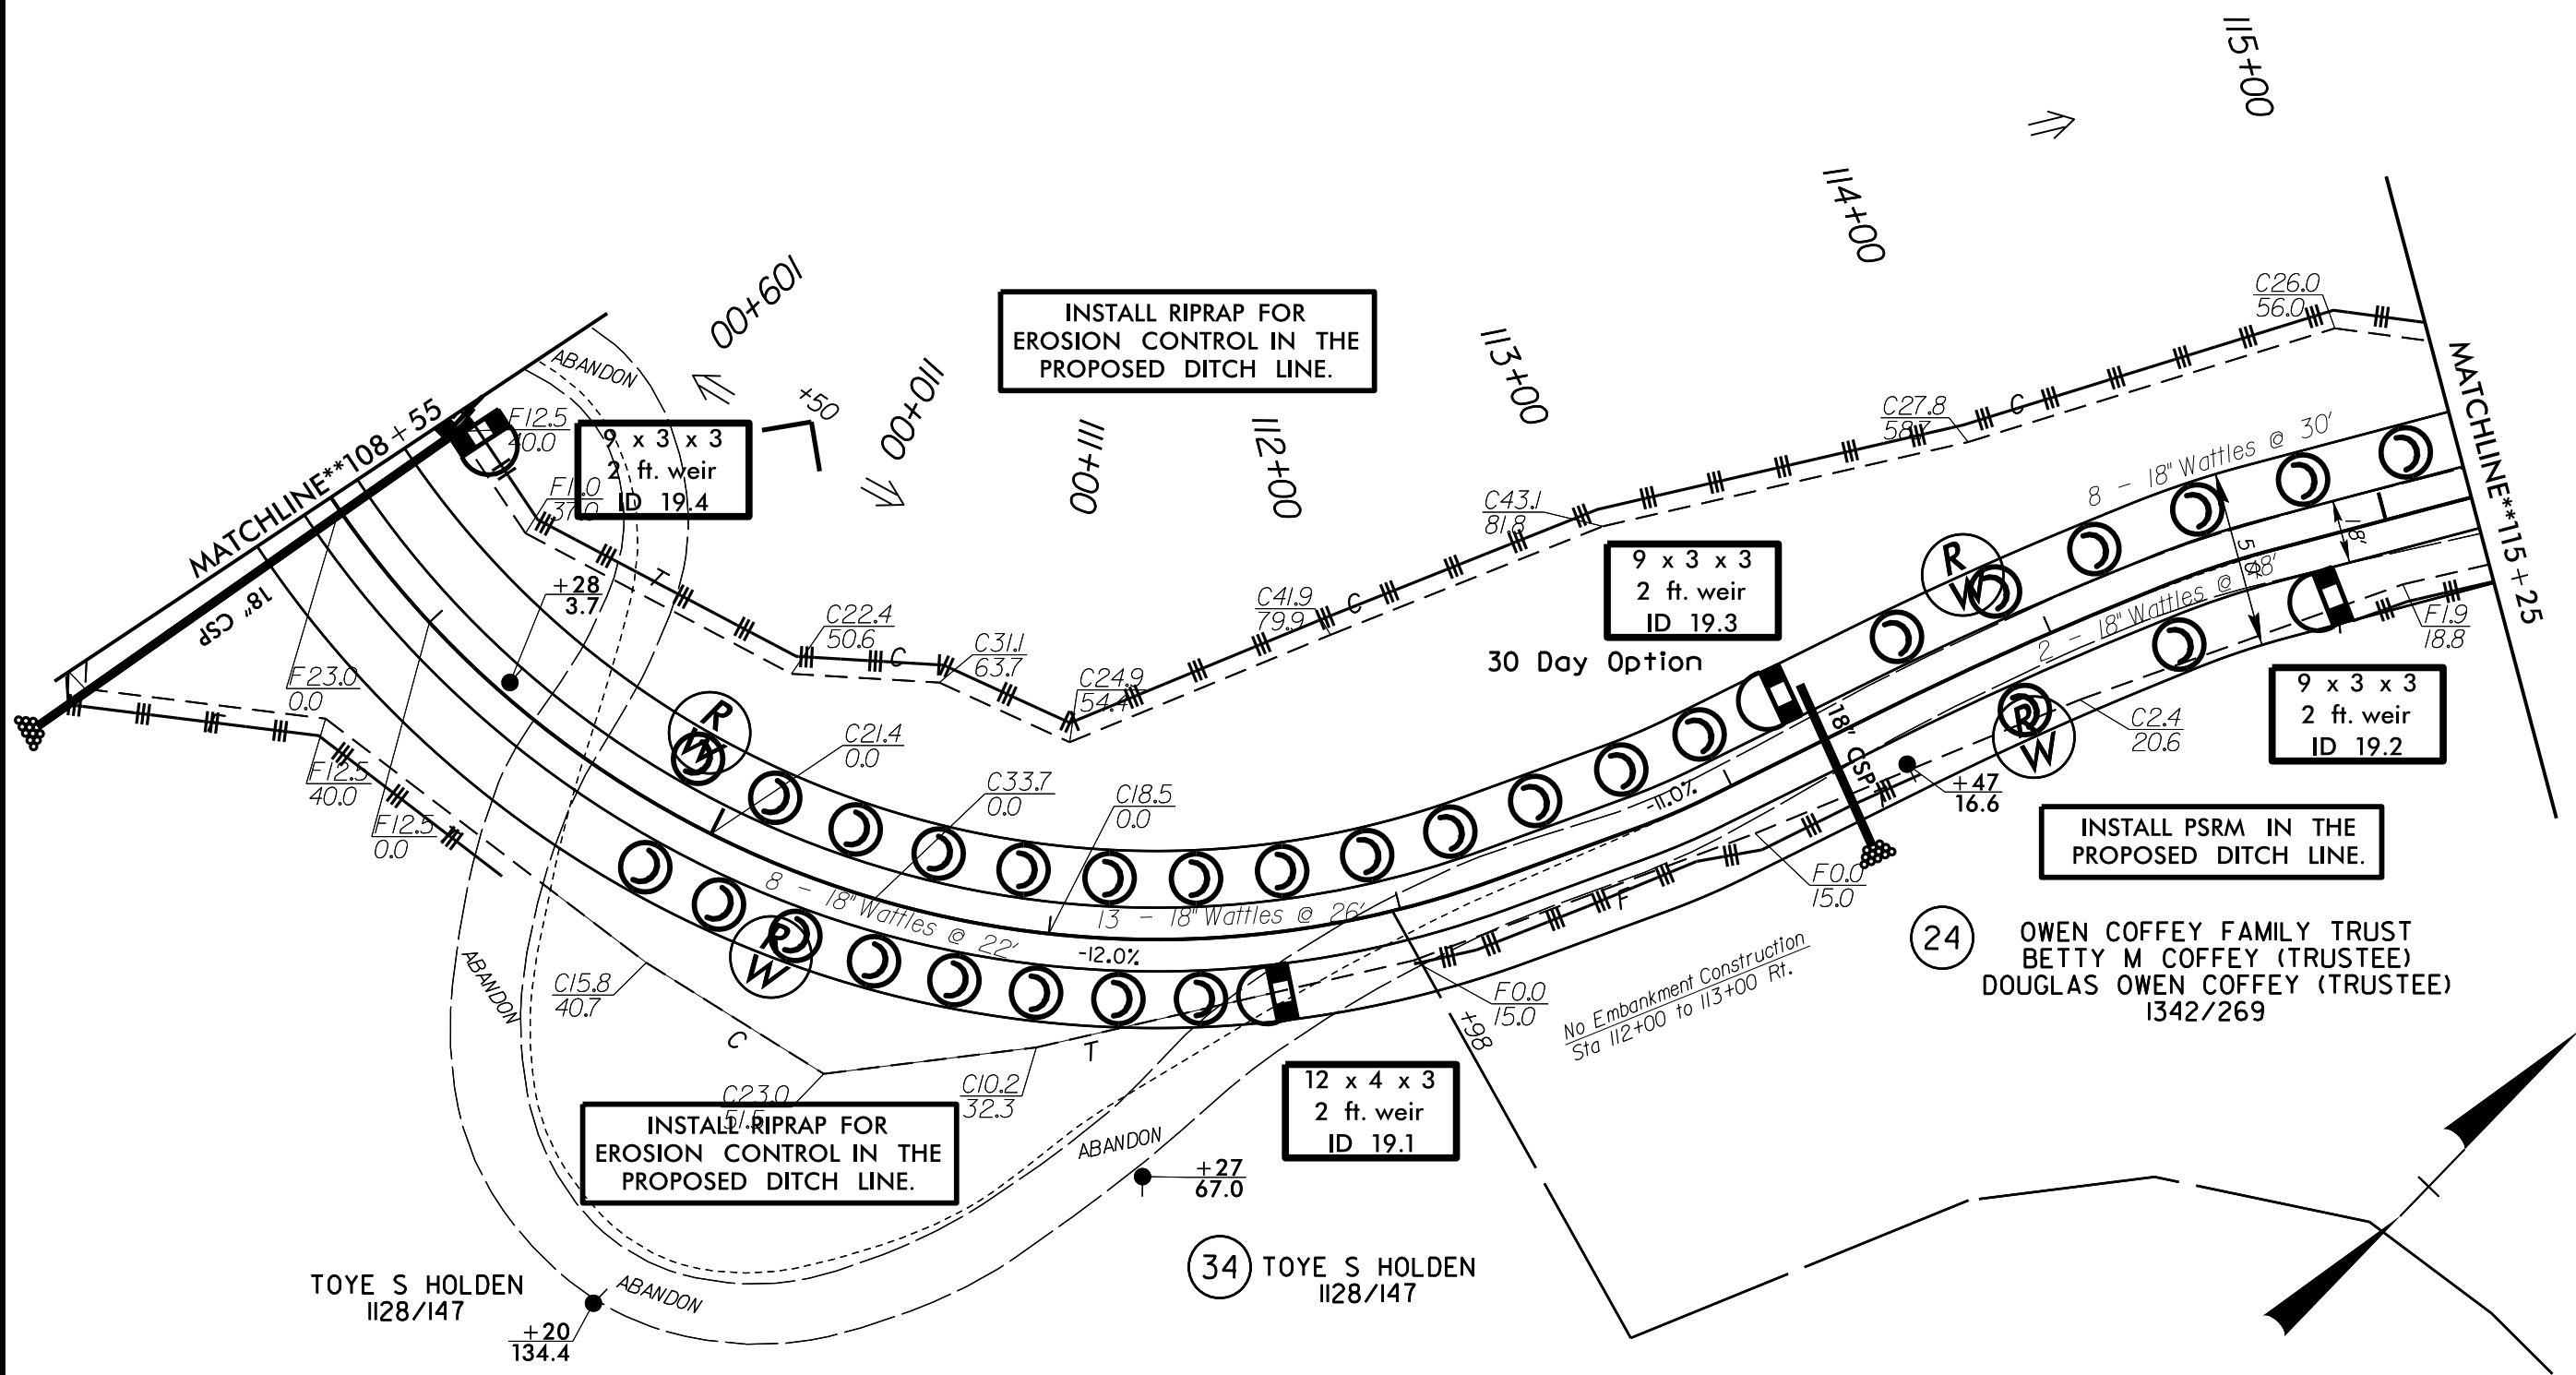 115+00
114+00
113+00
112+00
111+00
110+00
109+00
+50
MATCHLINE**108 + 55
18" CSP
ABANDON
F12.5
40.0
F1.0
37.0
9 x 3 x 3
2 ft. weir
ID 19.4
INSTALL RIPRAP FOR
EROSION CONTROL IN THE
PROPOSED DITCH LINE.
C26.0
56.0
MATCHLINE**115 + 25
C27.8
58.7
C
8 - 18" Wattles @ 30'
C43.1
81.8
9 x 3 x 3
2 ft. weir
ID 19.3
30 Day Option
C41.9
79.9
C
+28
3.7
T
C22.4
50.6
C
C31.1
63.7
C24.9
54.4
F23.0
0.0
F12.5
40.0
F12.5
0.0
R
W
C21.4
0.0
C33.7
0.0
C18.5
0.0
R
W
18'
2 - 18" Wattles @ 48'
F1.9
18.8
9 x 3 x 3
2 ft. weir
ID 19.2
C2.4
20.6
R
W
18" CSP
-11.0%
+47
16.6
INSTALL PSRM IN THE
PROPOSED DITCH LINE.
F0.0
15.0
F
8 - 18" Wattles @ 22'
13 - 18" Wattles @ 26'
-12.0%
R
W
ABANDON
C15.8
40.7
C
C23.0
51.5
C10.2
32.3
T
F0.0
15.0
+98
No Embankment Construction
Sta 112+00 to 113+00 Rt.
24
OWEN COFFEY FAMILY TRUST
BETTY M COFFEY (TRUSTEE)
DOUGLAS OWEN COFFEY (TRUSTEE)
1342/269
12 x 4 x 3
2 ft. weir
ID 19.1
INSTALL RIPRAP FOR
EROSION CONTROL IN THE
PROPOSED DITCH LINE.
ABANDON
+27
67.0
34
TOYE S HOLDEN
1128/147
TOYE S HOLDEN
1128/147
ABANDON
+20
134.4